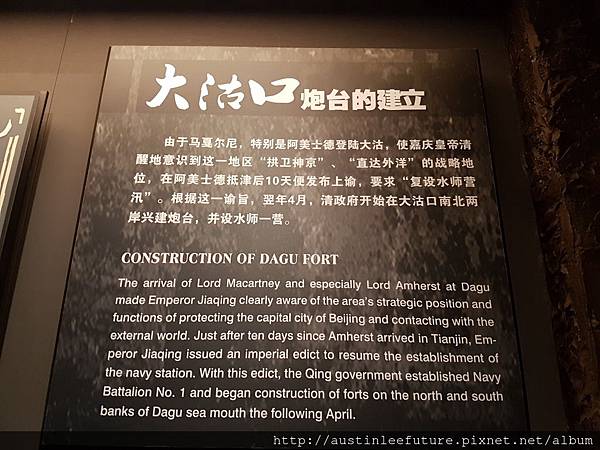 大沽口炮台的建立
由于马戛尔尼，特别是阿美士德登陆大沽，使嘉庆皇帝清
醒地意识到这一地区“拱卫神京”、“直达外洋”的战略地
位，在阿美士德抵津后10天便发布上谕，要求“复设水师营
汛”。根据这一谕旨，翌年4月，清政府开始在大沽口南北两
岸兴建炮台，并设水师一营。
CONSTRUCTION OF DAGU FORT
The arrival of Lord Macartney and especially Lord Amherst at Dagu
made Emperor Jiaqing clearly aware of the area's strategic position and
functions of protecting the capital city of Beijing and contacting with the
external world. Just after ten days since Amherst arrived in Tianjin, Em-
peror Jiaqing issued an imperial edict to resume the establishment of
the navy station. With this edict, the Qing government established Navy
Battalion No. 1 and began construction of forts on the north and south
banks of Dagu sea mouth the following April.
http://austinleefuture.pixnet.net/album